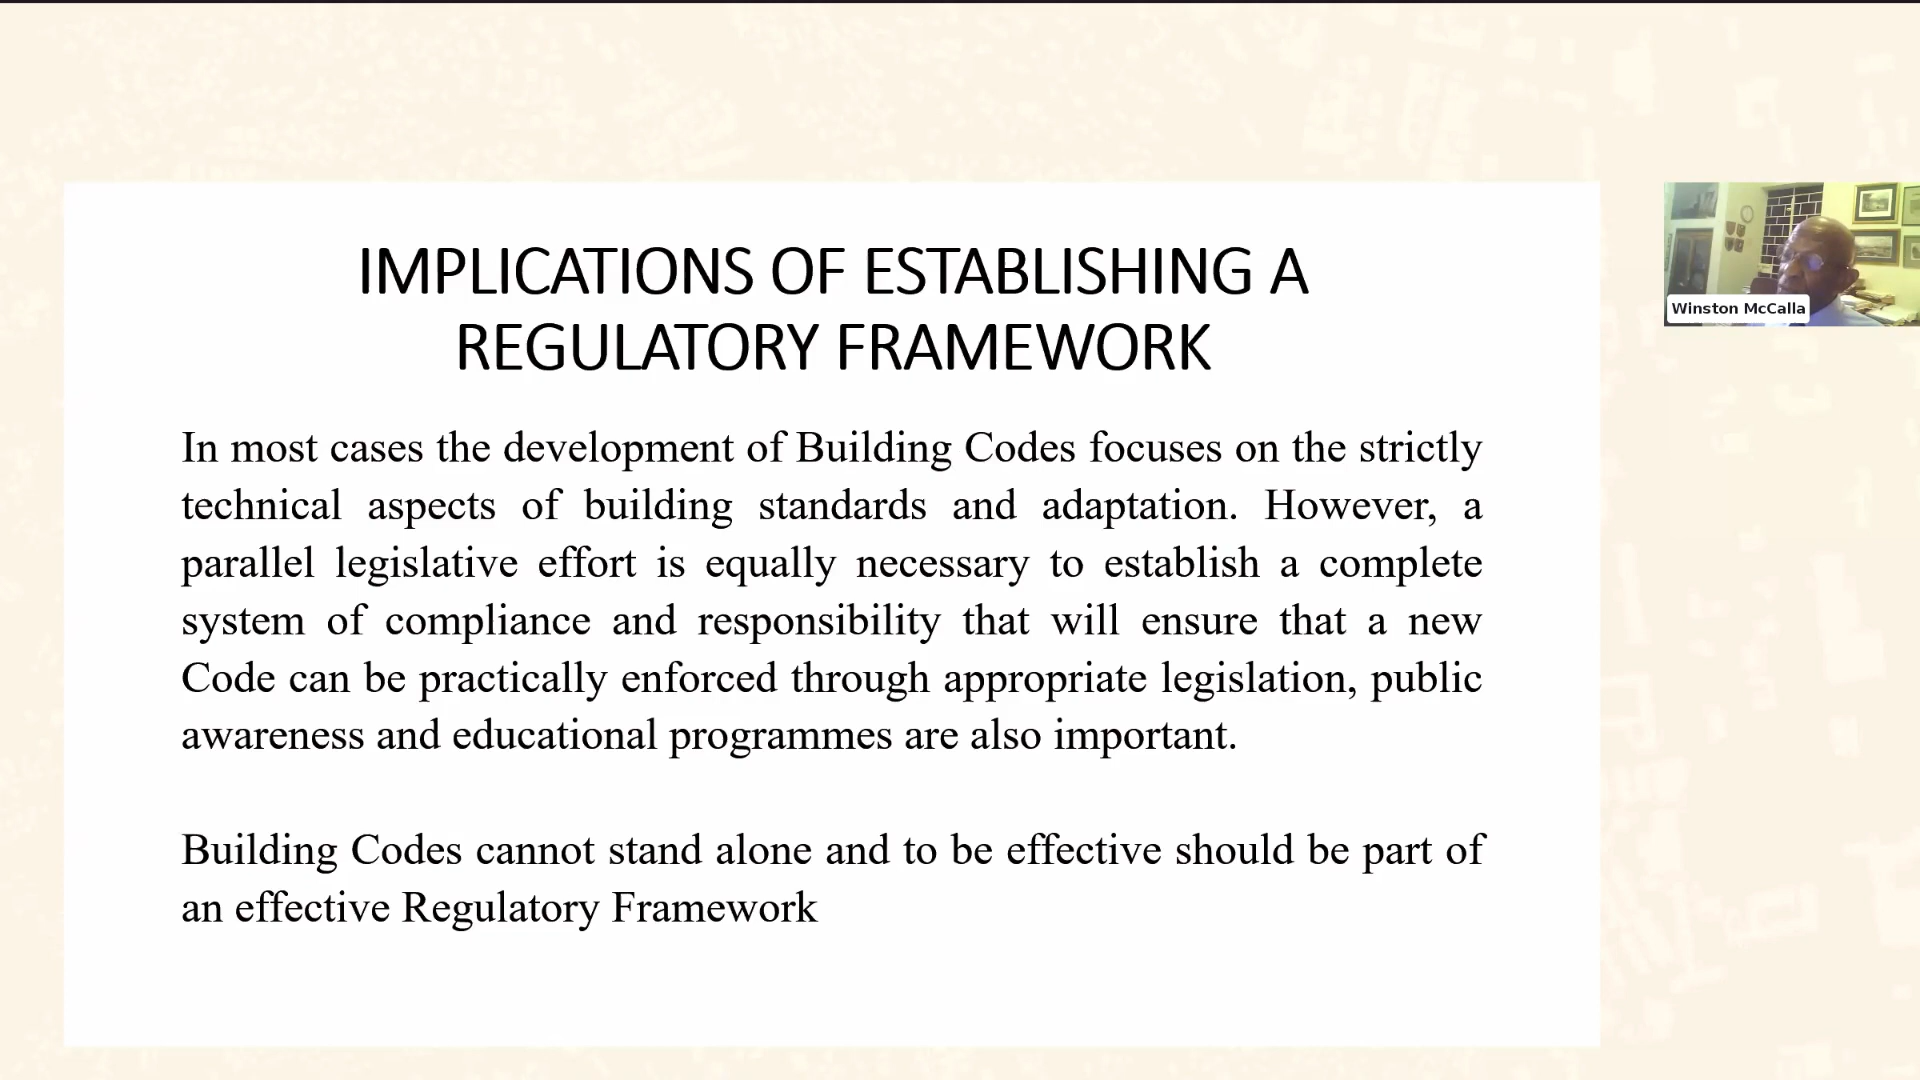 IMPLICATIONS OF ESTABLISHING A
REGULATORY FRAMEWORK
In most cases the development of Building Codes focuses on the strictly
technical aspects of building standards and adaptation. However, a
parallel legislative effort is equally necessary to establish a complete
system of compliance and responsibility that will ensure that a new
Code can be practically enforced through appropriate legislation, public
awareness and educational programmes are also important.
Building Codes cannot stand alone and to be effective should be part of
an effective Regulatory Framework
Winston McCalla